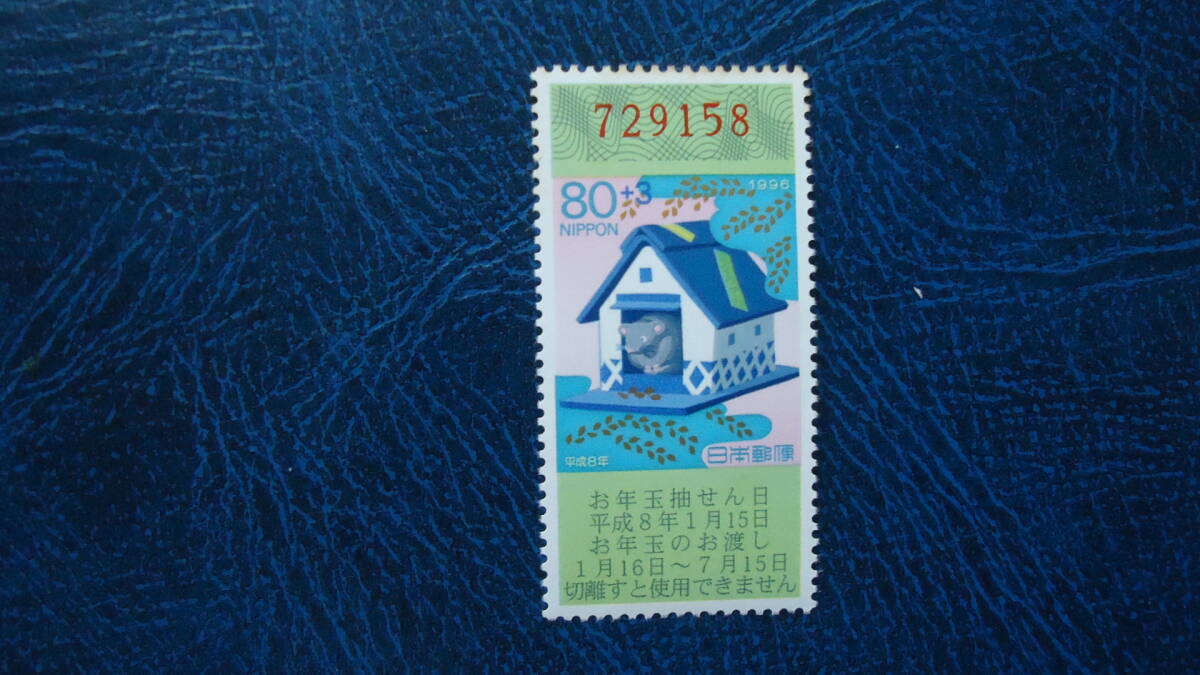 729158
80+3
1996
NIPPON
平成8年
日本郵便
お年玉抽せん日
平成8年1月15日
お年玉のお渡し
1月16日～7月15日
切離すと使用できません